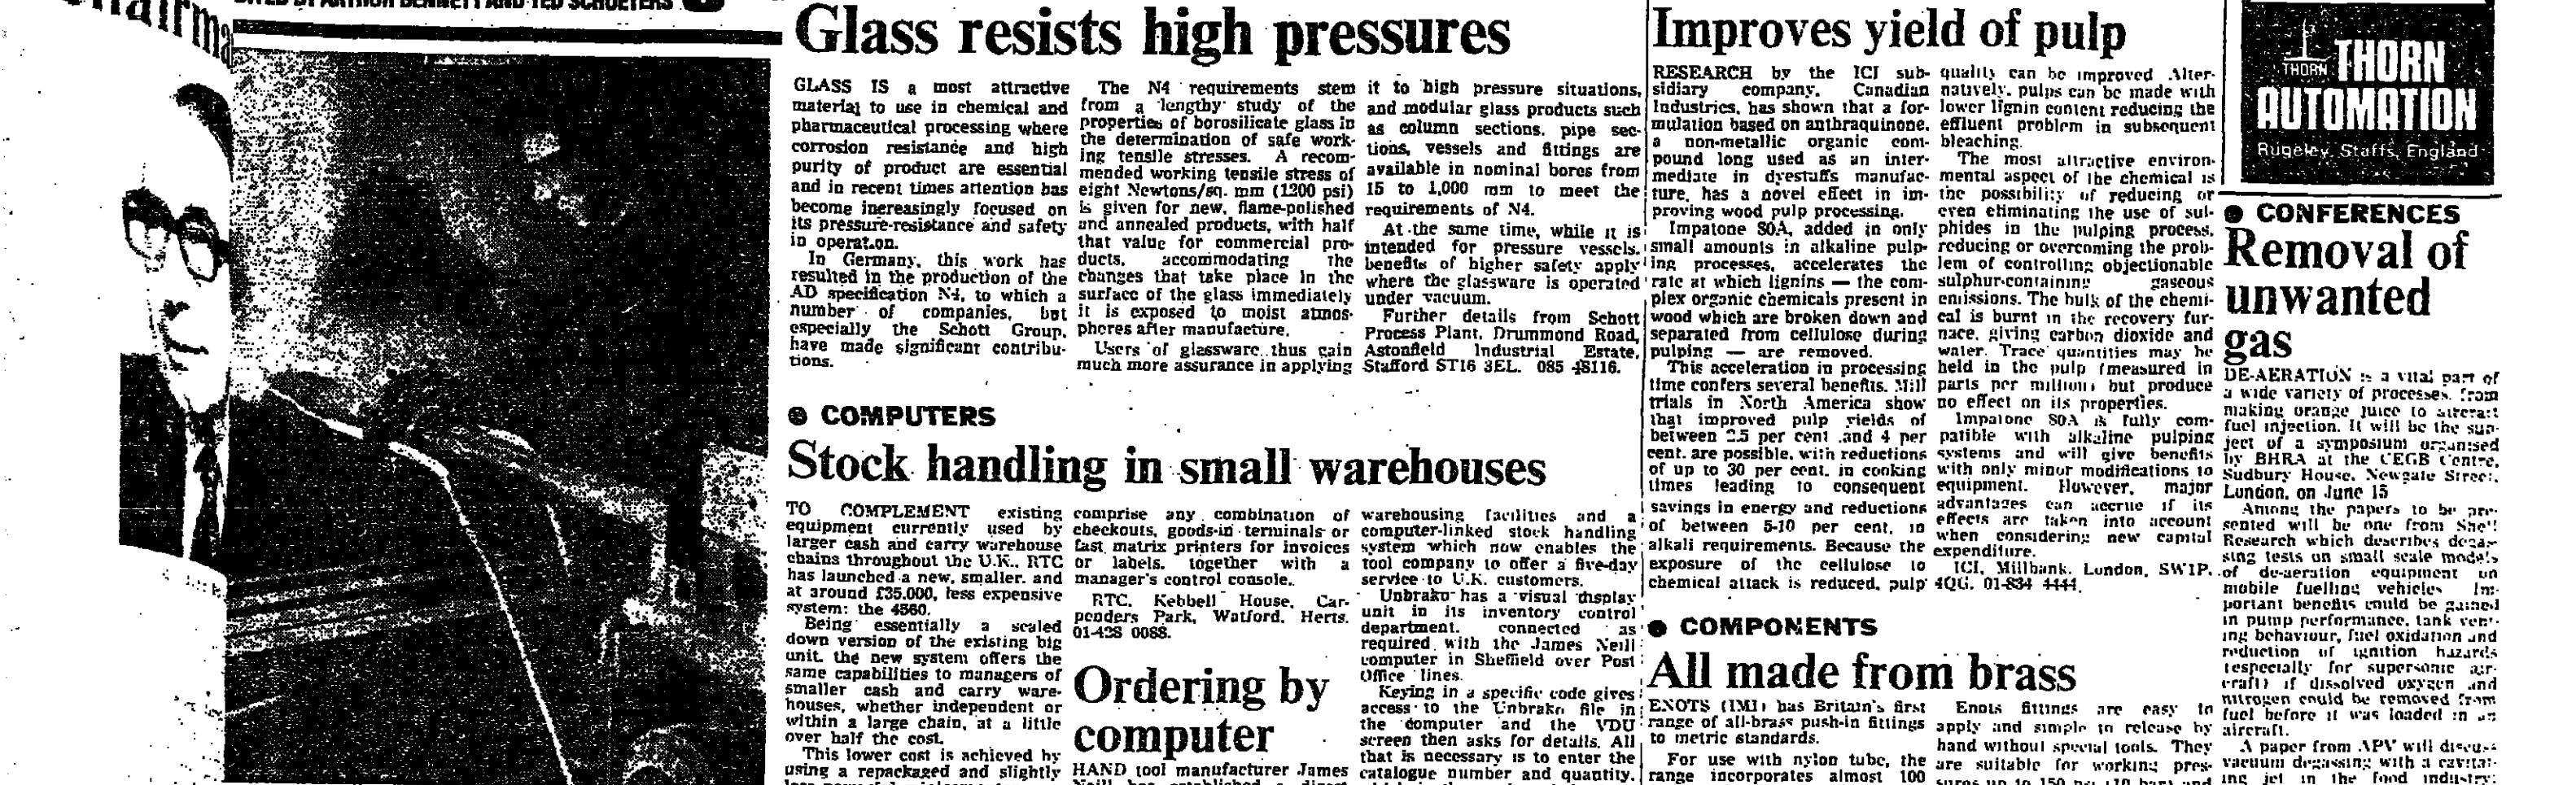 EDITED BY ARTHUR BENNETT AND TED SCHOETERS
Glass resists high pressures
GLASS IS a most attractive
material to use in chemical and
pharmaceutical processing where
corrosion resistance and high
purity of product are essential
and in recent times attention has
become increasingly focused on
its pressure-resistance and safety
in operation.
In Germany, this work has
resulted in the production of the
AD specification N4, to which a
number of companies, but
especially the Schott Group,
have made significant contribu-
tions.
The N4 requirements stem
from a lengthy study of the
properties of borosilicate glass in
the determination of safe work-
ing tensile stresses. A recom-
mended working tensile stress of
eight Newtons/sq. mm (1200 psi)
is given for new, flame-polished
and annealed products, with half
that value for commercial pro-
ducts, accommodating the
changes that take place in the
surface of the glass immediately
it is exposed to moist atmos-
pheres after manufacture.
Users of glassware thus gain
much more assurance in applying
it to high pressure situations,
and modular glass products such
as column sections, pipe sec-
tions, vessels and fittings are
available in nominal bores from
15 to 1,000 mm to meet the
requirements of N4.
At the same time, while it is
intended for pressure vessels,
benefits of higher safety apply
where the glassware is operated
under vacuum.
Further details from Schott
Process Plant, Drummond Road,
Astonfield Industrial Estate,
Stafford ST16 3EL. 085 48116.
COMPUTERS
Stock handling in small warehouses
TO COMPLEMENT existing
equipment currently used by
larger cash and carry warehouse
chains throughout the U.K., RTC
has launched a new, smaller, and
at around £35,000, less expensive
system: the 4560.
Being essentially a scaled
down version of the existing big
unit, the new system offers the
same capabilities to managers of
smaller cash and carry ware-
houses, whether independent or
within a large chain, at a little
over half the cost.
This lower cost is achieved by
using a repackaged and slightly
comprise any combination of
checkouts, goods-in terminals or
fast matrix printers for invoices
or labels, together with a
manager's control console.
RTC, Kebbell House, Car-
penders Park, Watford, Herts.
01-428 0088.
Ordering by
computer
HAND tool manufacturer James
Neill has established a direct
warehousing facilities and a
computer-linked stock handling
system which now enables the
tool company to offer a five-day
service to U.K. customers.
Unbrako has a visual display
unit in its inventory control
department, connected as
required with the James Neill
computer in Sheffield over Post
Office lines.
Keying in a specific code gives
access to the Unbrako file in
the computer and the VDU
screen then asks for details. All
that is necessary is to enter the
catalogue number and quantity,
Improves yield of pulp
RESEARCH by the ICI sub-
sidiary company, Canadian
Industries, has shown that a for-
mulation based on anthraquinone,
a non-metallic organic com-
pound long used as an inter-
mediate in dyestuffs manufac-
ture, has a novel effect in im-
proving wood pulp processing.
Impatone 80A, added in only
small amounts in alkaline pulp-
ing processes, accelerates the
rate at which lignins — the com-
plex organic chemicals present in
wood which are broken down and
separated from cellulose during
pulping — are removed.
This acceleration in processing
time confers several benefits. Mill
trials in North America show
that improved pulp yields of
between 2.5 per cent and 4 per
cent. are possible, with reductions
of up to 30 per cent. in cooking
times leading to consequent
savings in energy and reductions
of between 5-10 per cent. in
alkali requirements. Because the
exposure of the cellulose to
chemical attack is reduced, pulp
quality can be improved. Alter-
natively, pulps can be made with
lower lignin content reducing the
effluent problem in subsequent
bleaching.
The most attractive environ-
mental aspect of the chemical is
the possibility of reducing or
even eliminating the use of sul-
phides in the pulping process,
reducing or overcoming the prob-
lem of controlling objectionable
sulphur-containing gaseous
emissions. The bulk of the chemi-
cal is burnt in the recovery fur-
nace, giving carbon dioxide and
water. Trace quantities may be
held in the pulp (measured in
parts per million) but produce
no effect on its properties.
Impatone 80A is fully com-
patible with alkaline pulping
systems and will give benefits
with only minor modifications to
equipment. However, major
advantages can accrue if its
effects are taken into account
when considering new capital
expenditure.
ICI, Millbank, London, SW1P.
4QG. 01-834 4444.
COMPONENTS
All made from brass
ENOTS (IMI) has Britain's first
range of all-brass push-in fittings
to metric standards.
For use with nylon tube, the
range incorporates almost 100
Enots fittings are easy to
apply and simple to release by
hand without special tools. They
are suitable for working pres-
sures up to 150 psi (10 bar) and
THORN
THORN
AUTOMATION
Rugeley, Staffs, England
CONFERENCES
Removal of
unwanted
gas
DE-AERATION is a vital part of
a wide variety of processes, from
making orange juice to aircraft
fuel injection. It will be the sub-
ject of a symposium organised
by BHRA at the CEGB Centre,
Sudbury House, Newgate Street,
London, on June 15
Among the papers to be pre-
sented will be one from Shell
Research which describes degas-
sing tests on small scale models
of de-aeration equipment on
mobile fuelling vehicles. Im-
portant benefits could be gained
in pump performance, tank vent-
ing behaviour, fuel oxidation and
reduction of ignition hazards
(especially for supersonic air-
craft) if dissolved oxygen and
nitrogen could be removed from
fuel before it was loaded in an
aircraft.
A paper from APV will discuss
vacuum degassing with a cavitat-
ing jet in the food industry;